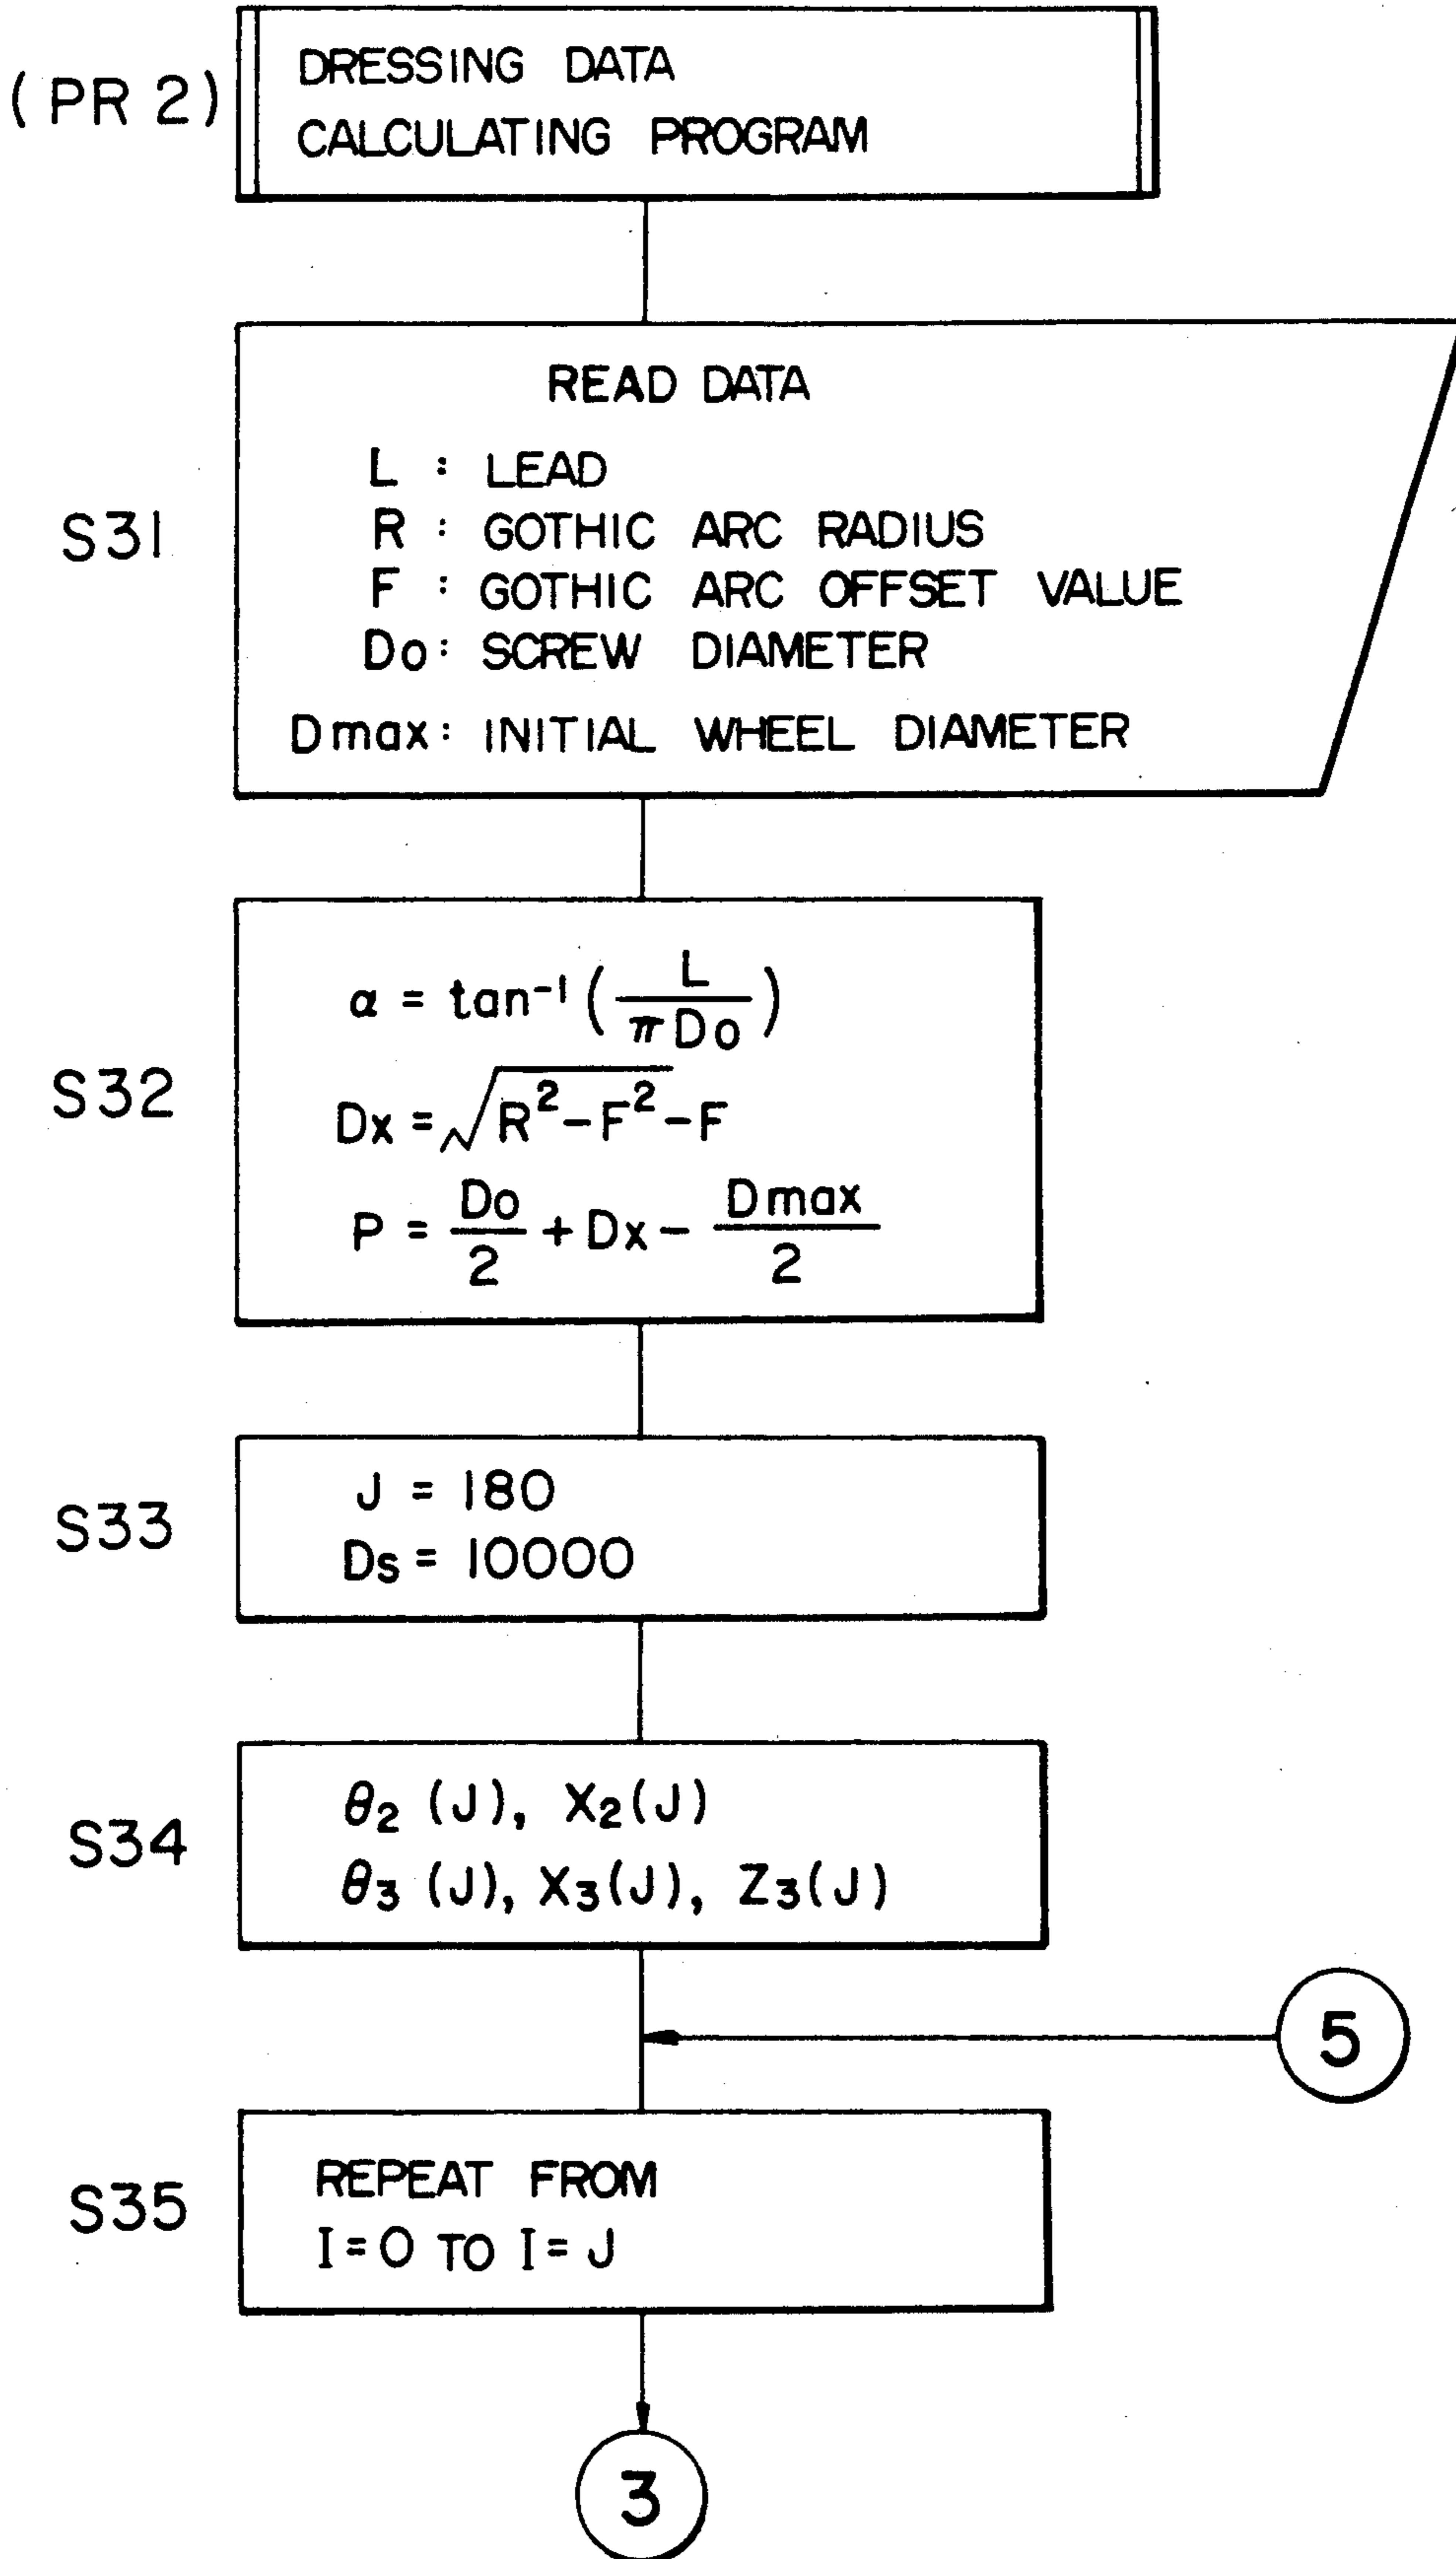 (PR 2)
DRESSING DATA
CALCULATING PROGRAM
S31
READ DATA
L : LEAD
R : GOTHIC ARC RADIUS
F : GOTHIC ARC OFFSET VALUE
Do : SCREW DIAMETER
Dmax : INITIAL WHEEL DIAMETER
S32
α = tan⁻¹ (L / πDo)
Dx = √(R² - F²) - F
P = Do/2 + Dx - Dmax/2
S33
J = 180
Ds = 10000
S34
θ₂ (J), X₂(J)
θ₃ (J), X₃(J), Z₃(J)
5
S35
REPEAT FROM
I = 0 TO I = J
3